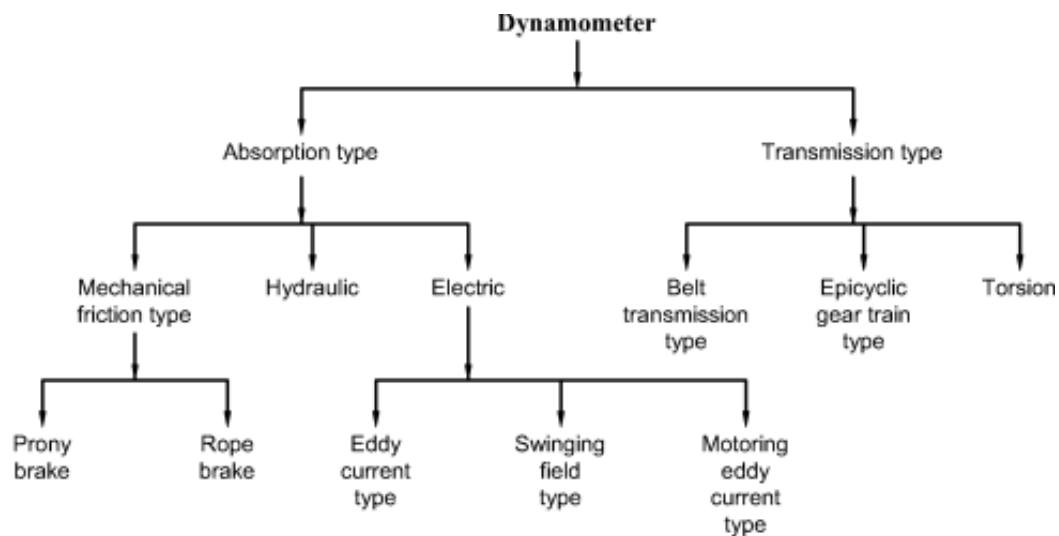 Dynamometer
Absorption type
Transmission type
Mechanical
friction type
Hydraulic
Electric
Belt
transmission
type
Epicyclic
gear train
type
Torsion
Prony
brake
Rope
brake
Eddy
current
type
Swinging
field
type
Motoring
eddy
current
type